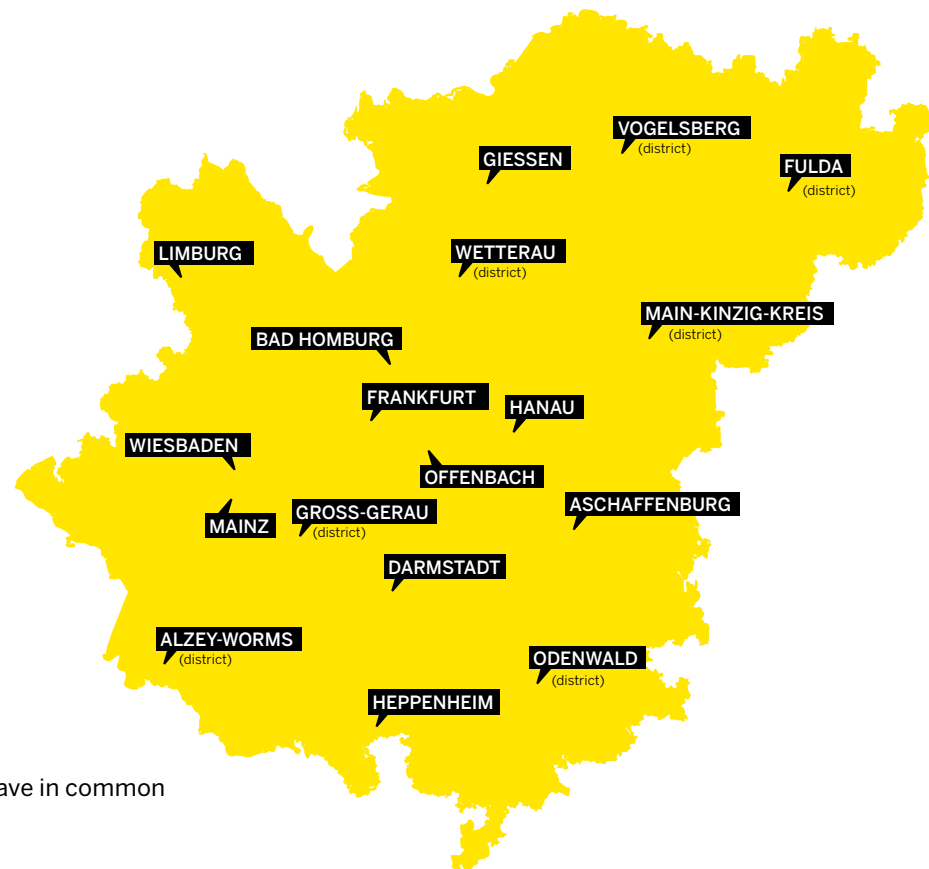 VOGELSBERG
(district)
GIESSEN
FULDA
(district)
LIMBURG
WETTERAU
(district)
MAIN-KINZIG-KREIS
(district)
BAD HOMBURG
FRANKFURT
HANAU
WIESBADEN
OFFENBACH
ASCHAFFENBURG
GROSS-GERAU
(district)
MAINZ
DARMSTADT
ALZEY-WORMS
(district)
ODENWALD
(district)
HEPPENHEIM
ave in common